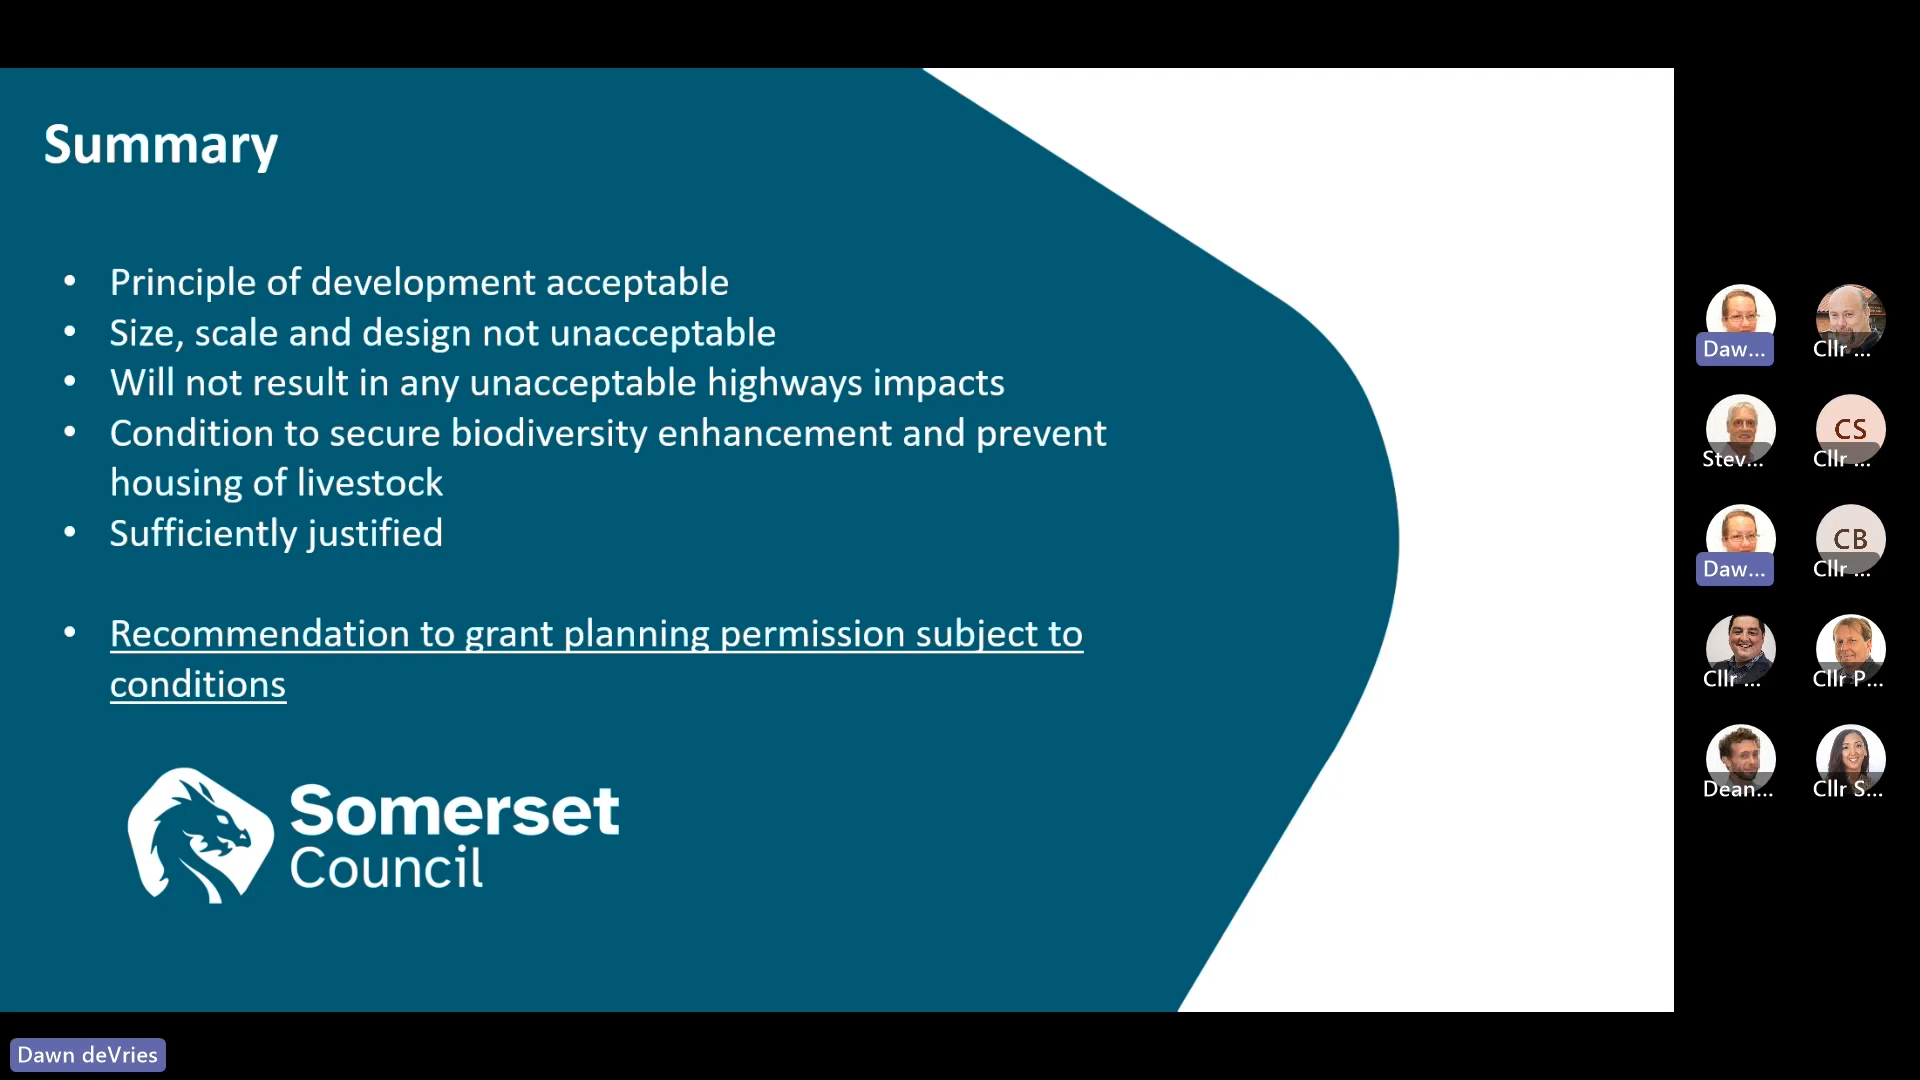 Summary
• Principle of development acceptable
• Size, scale and design not unacceptable
• Will not result in any unacceptable highways impacts
• Condition to secure biodiversity enhancement and prevent
housing of livestock
• Sufficiently justified
• Recommendation to grant planning permission subject to
conditions
Somerset
Council
Daw...
Cllr ...
Stev...
CS
Cllr ...
Daw...
CB
Cllr ...
Cllr ...
Cllr P...
Dean...
Cllr S...
Dawn deVries